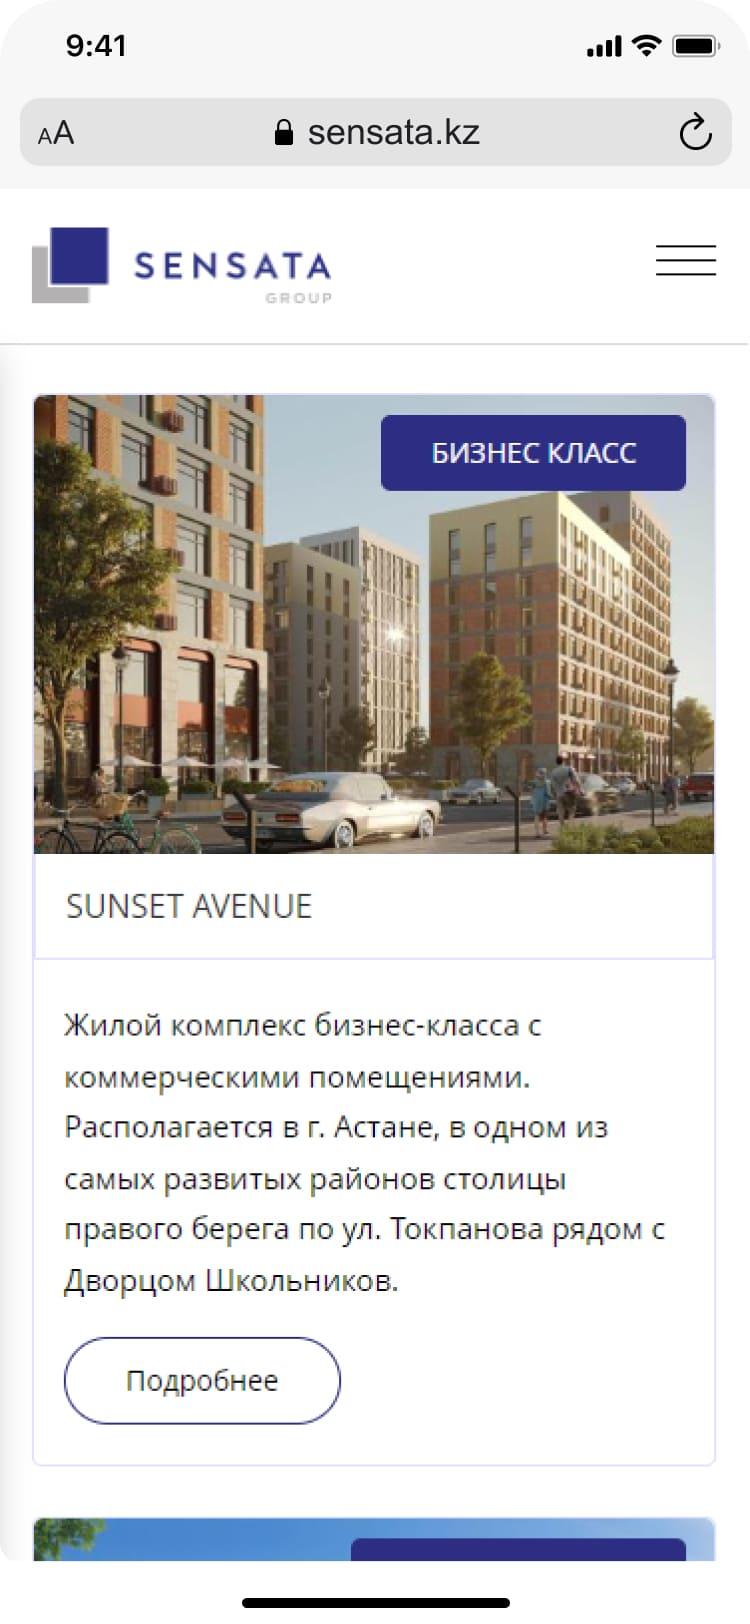 9:41
AA sensata.kz
SENSATA
GROUP
БИЗНЕС КЛАСС
SUNSET AVENUE
Жилой комплекс бизнес-класса с
коммерческими помещениями.
Располагается в г. Астане, в одном из
самых развитых районов столицы
правого берега по ул. Токпанова рядом с
Дворцом Школьников.
Подробнее